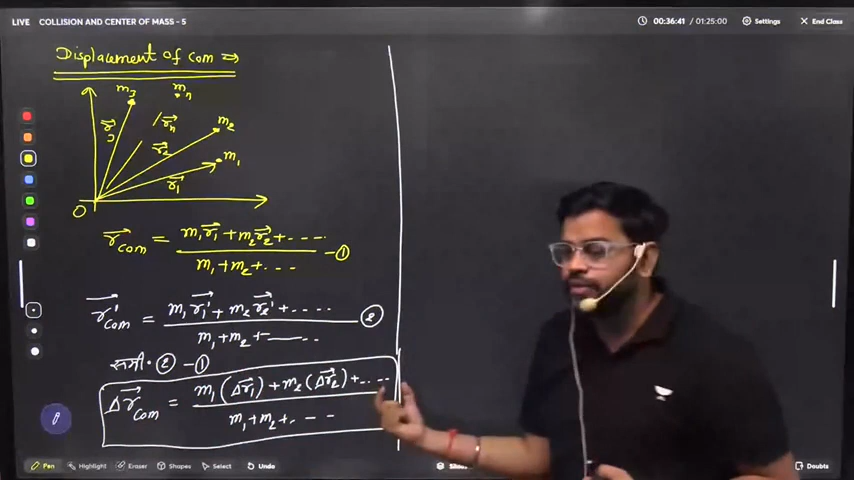 LIVE COLLISION AND CENTER OF MASS - 5
00:36:41 / 01:25:00 Settings End Class
Displacement of com ⇒
m₃ mₙ
m₂
r⃗₃ r⃗ₙ r⃗₂ m₁
r⃗₁
O
r⃗com = (m₁r⃗₁ + m₂r⃗₂ + ....) / (m₁ + m₂ + ...) — ①
r⃗'com = (m₁r⃗₁' + m₂r⃗₂' + ....) / (m₁ + m₂ + .....) ②
समी. ② - ①
Δr⃗com = (m₁(Δr⃗₁) + m₂(Δr⃗₂) + ....) / (m₁ + m₂ + ....)
Pen Highlight Eraser Shapes Select Undo Doubts